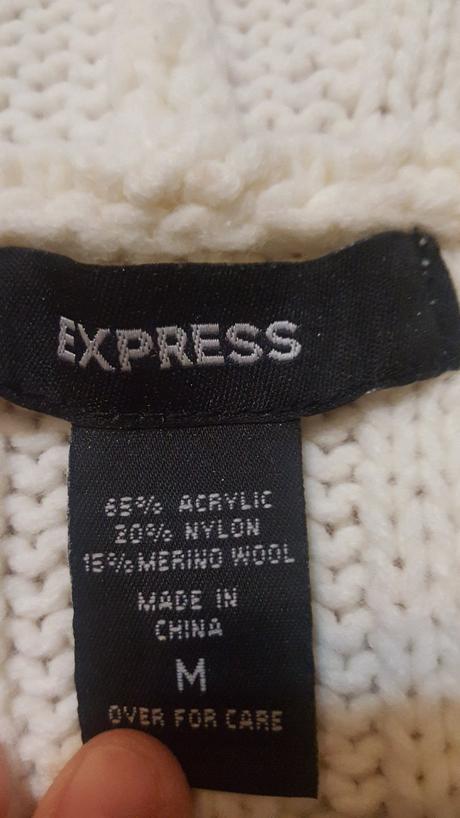 EXPRESS
65% ACRYLIC
20% NYLON
15% MERINO WOOL
MADE IN
CHINA
M
OVER FOR CARE